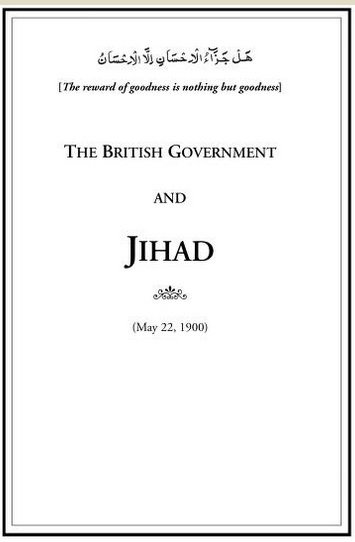 هَلْ جَزَآءُ الْاِحْسَانِ اِلَّا الْاِحْسَانُ
[The reward of goodness is nothing but goodness]
THE BRITISH GOVERNMENT
AND
JIHAD
(May 22, 1900)